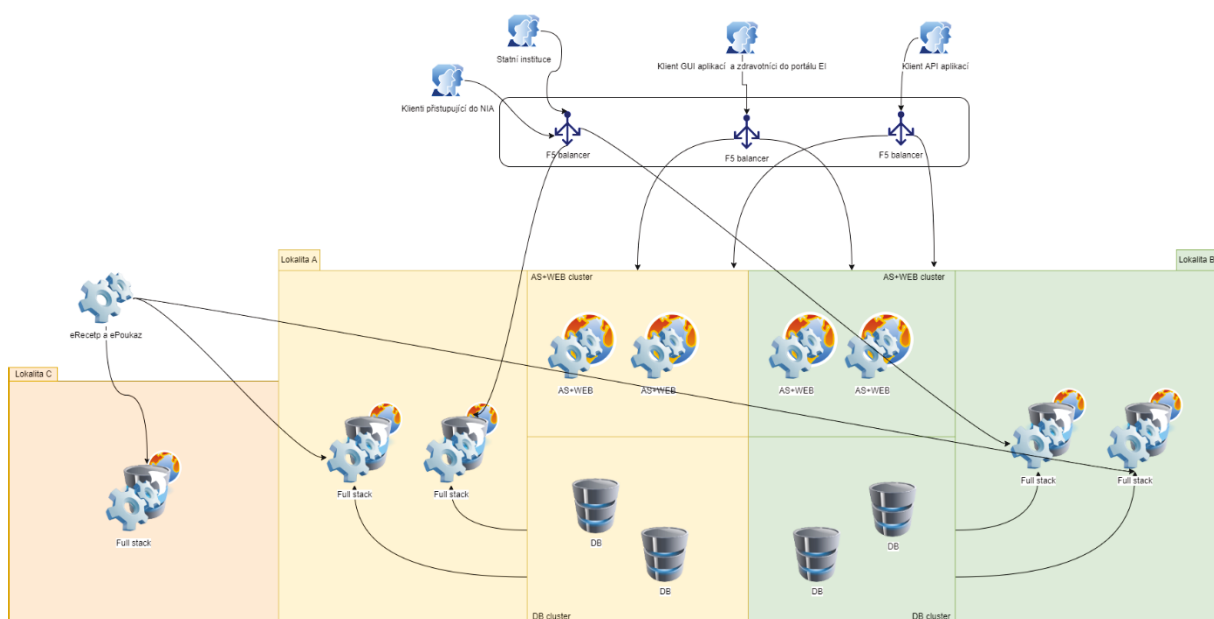 Statní instituce
Klient GUI aplikací a zdravotníci do portálu EI
Klient API aplikací
Klienti přistupující do NIA
F5 balancer
F5 balancer
F5 balancer
Lokalita A
AS+WEB cluster
AS+WEB cluster
Lokalita B
eRecetp a ePoukaz
Lokalita C
AS+WEB
AS+WEB
AS+WEB
AS+WEB
Full stack
Full stack
Full stack
Full stack
Full stack
DB
DB
DB
DB
DB cluster
DB cluster